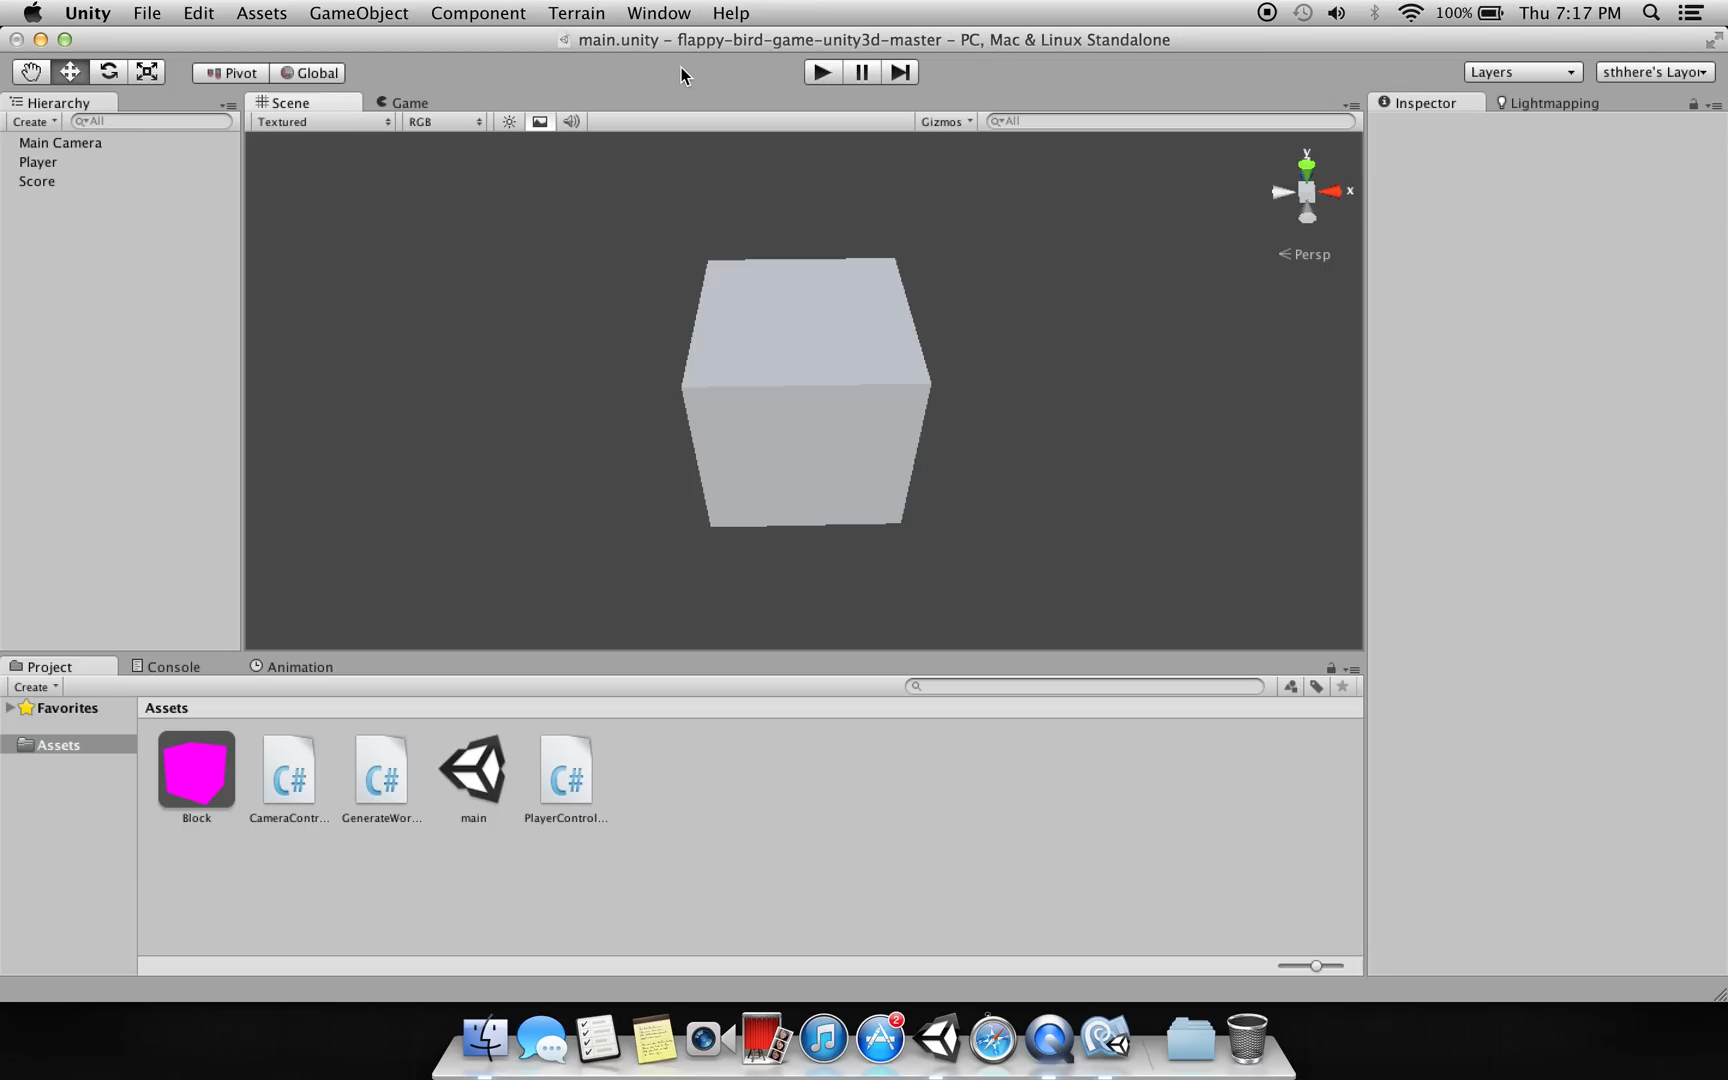 Unity File Edit Assets GameObject Component Terrain Window Help 100% Thu 7:17 PM
main.unity – flappy-bird-game-unity3d-master – PC, Mac & Linux Standalone
Pivot Global Layers sthhere's Layou
Hierarchy Scene Game Inspector Lightmapping
Create All Textured RGB Gizmos All
Main Camera
Player
Score
y
x
Persp
Project Console Animation
Create
Favorites Assets
Assets
C# C# C#
Block CameraContr... GenerateWor... main PlayerControl...
2